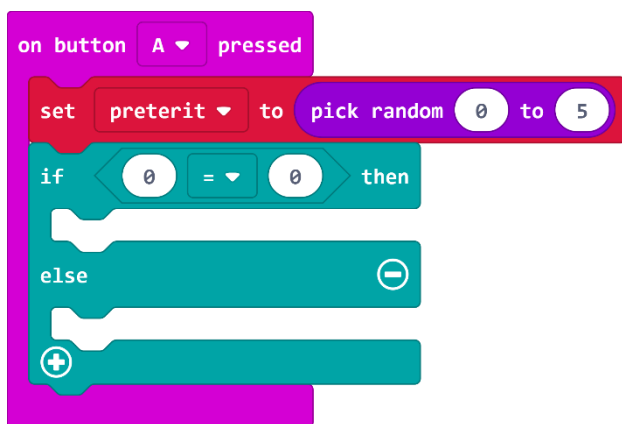 on button A pressed
set preterit to pick random 0 to 5
if 0 = 0 then
else